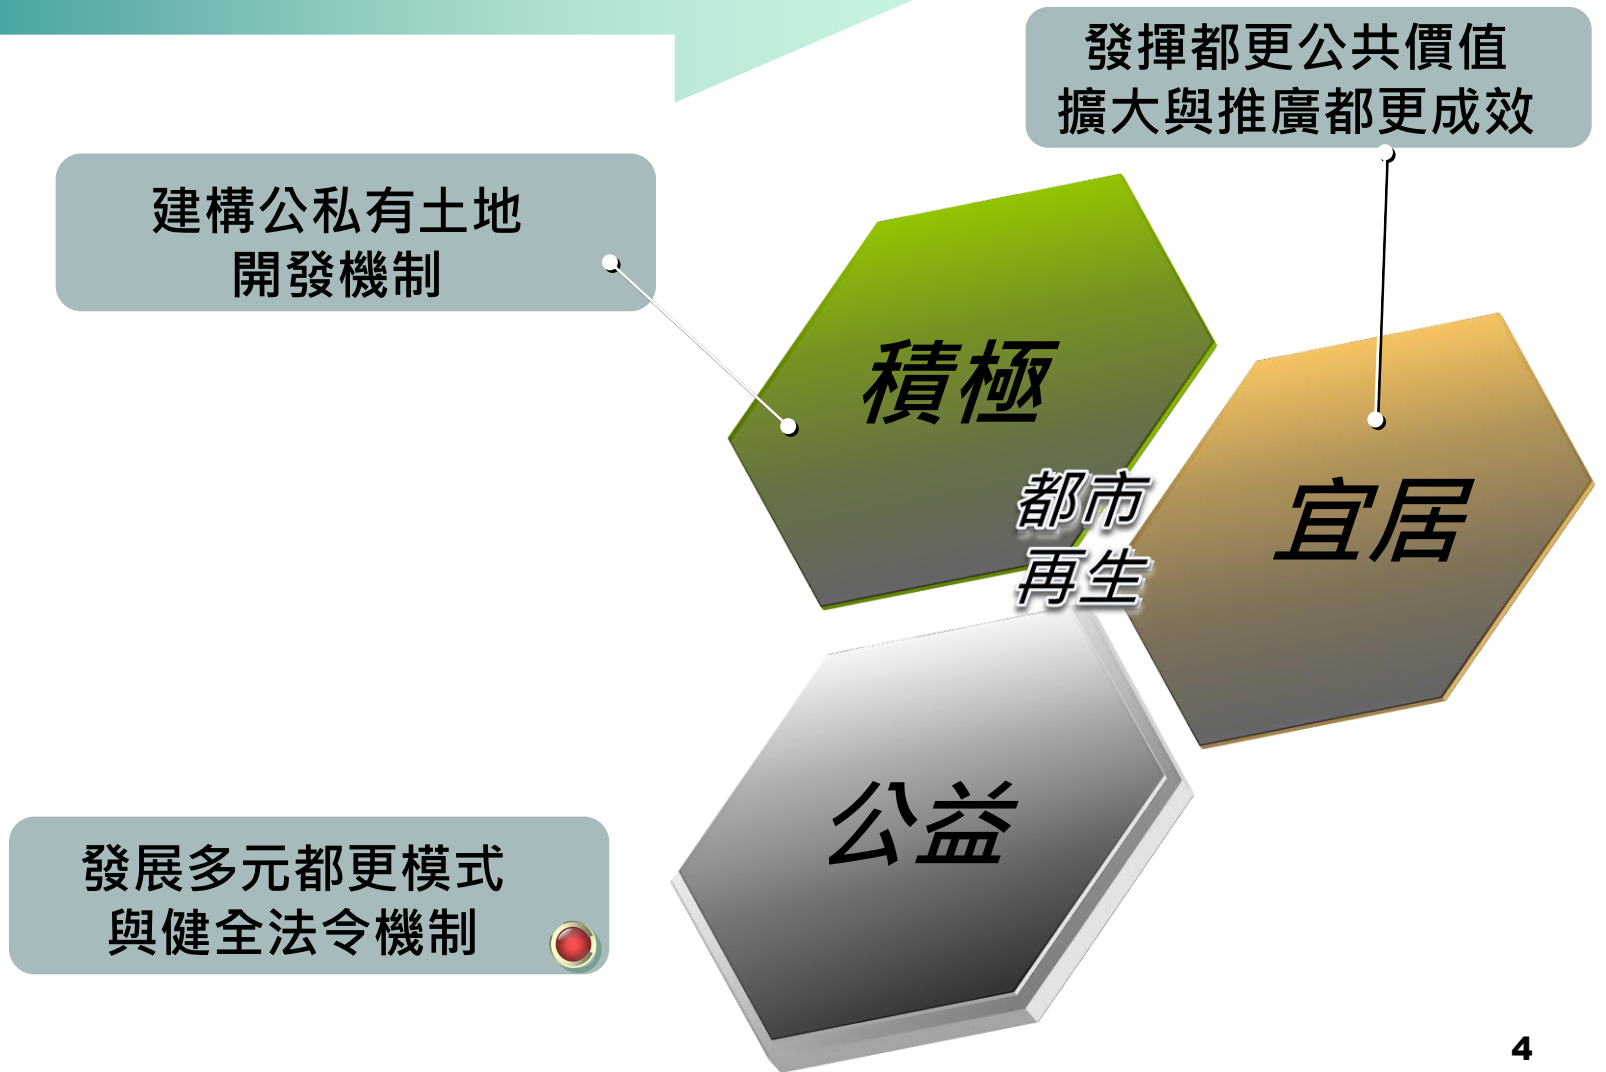 發揮都更公共價值
擴大與推廣都更成效
建構公私有土地
開發機制
積極
宜居
都市
再生
公益
發展多元都更模式
與健全法令機制
4